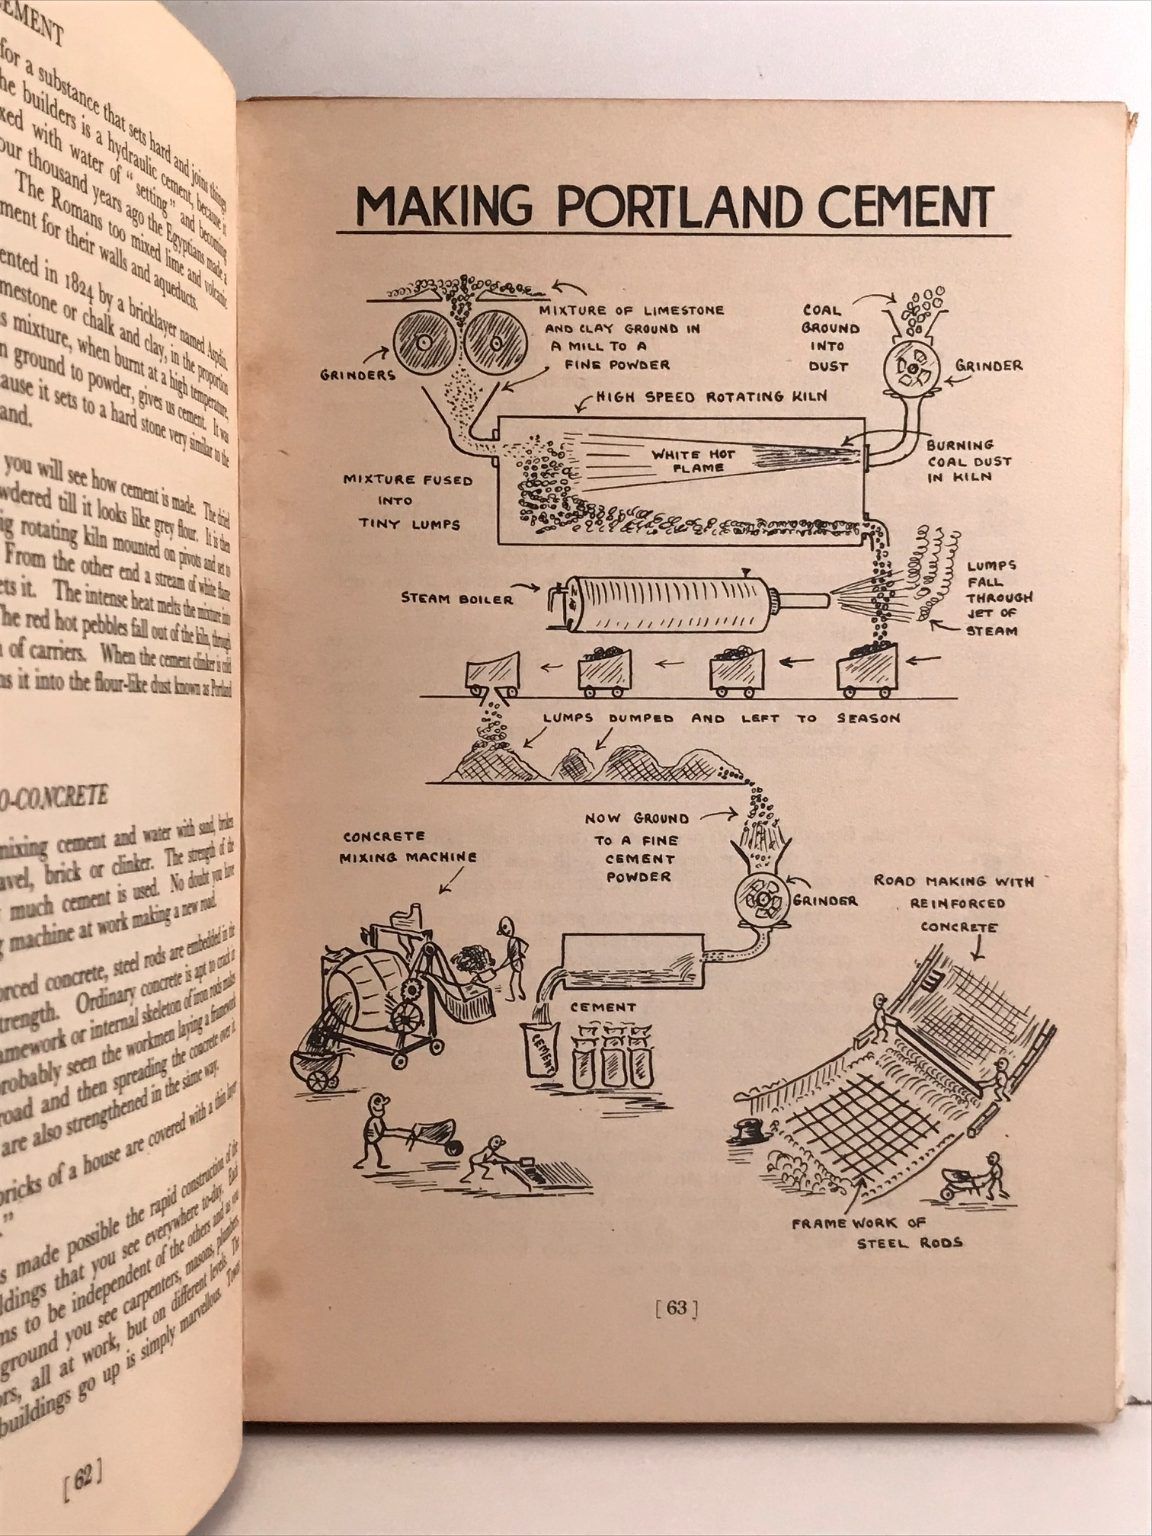 CEMENT
for a substance that sets hard and joins things
the builders is a hydraulic cement, because it
xed with water of "setting" and becoming
our thousand years ago the Egyptians made a
The Romans too mixed lime and volcanic
ment for their walls and aqueducts.
ented in 1824 by a bricklayer named Aspdin.
mestone or chalk and clay, in the proportion
s mixture, when burnt at a high temperature,
n ground to powder, gives us cement. It was
ause it sets to a hard stone very similar to the
and.
you will see how cement is made. The dried
wdered till it looks like grey flour. It is then
ig rotating kiln mounted on pivots and set to
From the other end a stream of white flame
ets it. The intense heat melts the mixture into
The red hot pebbles fall out of the kiln, through
n of carriers. When the cement clinker is cold
ns it into the flour-like dust known as Portland
O-CONCRETE
mixing cement and water with sand, broken
avel, brick or clinker. The strength of the
much cement is used. No doubt you have
g machine at work making a new road.
orced concrete, steel rods are embedded in the
trength. Ordinary concrete is apt to crack it
amework or internal skeleton of iron rods makes
probably seen the workmen laying a framework
road and then spreading the concrete over it.
are also strengthened in the same way.
bricks of a house are covered with a thin layer
."
s made possible the rapid construction of the
ldings that you see everywhere to-day. Each
ms to be independent of the others and as you
ground you see carpenters, masons, plumbers,
ors, all at work, but on different levels. The
buildings go up is simply marvellous.
[ 62 ]
MAKING PORTLAND CEMENT
MIXTURE OF LIMESTONE
AND CLAY GROUND IN
A MILL TO A
FINE POWDER
COAL
GROUND
INTO
DUST
GRINDERS
GRINDER
HIGH SPEED ROTATING KILN
WHITE HOT
FLAME
BURNING
COAL DUST
IN KILN
MIXTURE FUSED
INTO
TINY LUMPS
STEAM BOILER
LUMPS
FALL
THROUGH
JET OF
STEAM
LUMPS DUMPED AND LEFT TO SEASON
NOW GROUND
TO A FINE
CEMENT
POWDER
CONCRETE
MIXING MACHINE
GRINDER
ROAD MAKING WITH
REINFORCED
CONCRETE
CEMENT
CEMENT
FRAME WORK OF
STEEL RODS
[ 63 ]